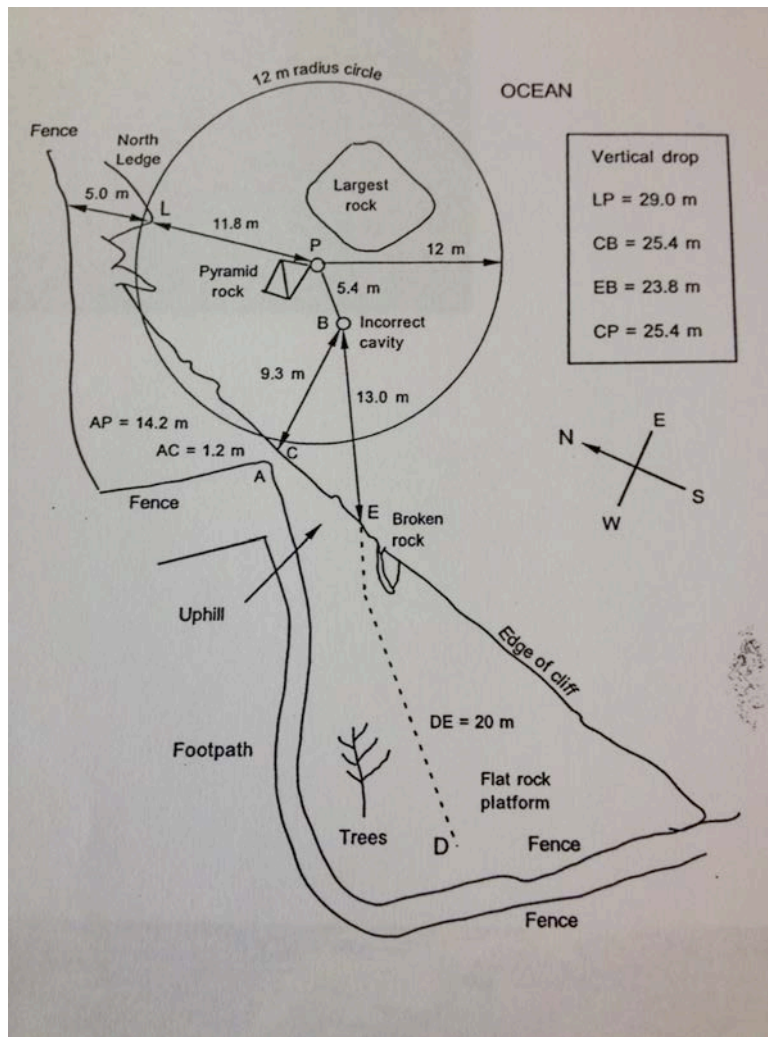 12 m radius circle
OCEAN
Fence
North
Ledge
5.0 m
L
11.8 m
Largest
rock
P
12 m
Pyramid
rock
5.4 m
B
Incorrect
cavity
9.3 m
13.0 m
Vertical drop
LP = 29.0 m
CB = 25.4 m
EB = 23.8 m
CP = 25.4 m
N
E
S
W
AP = 14.2 m
AC = 1.2 m
C
A
Fence
E
Broken
rock
Uphill
Edge of cliff
DE = 20 m
Footpath
Flat rock
platform
Trees
D
Fence
Fence